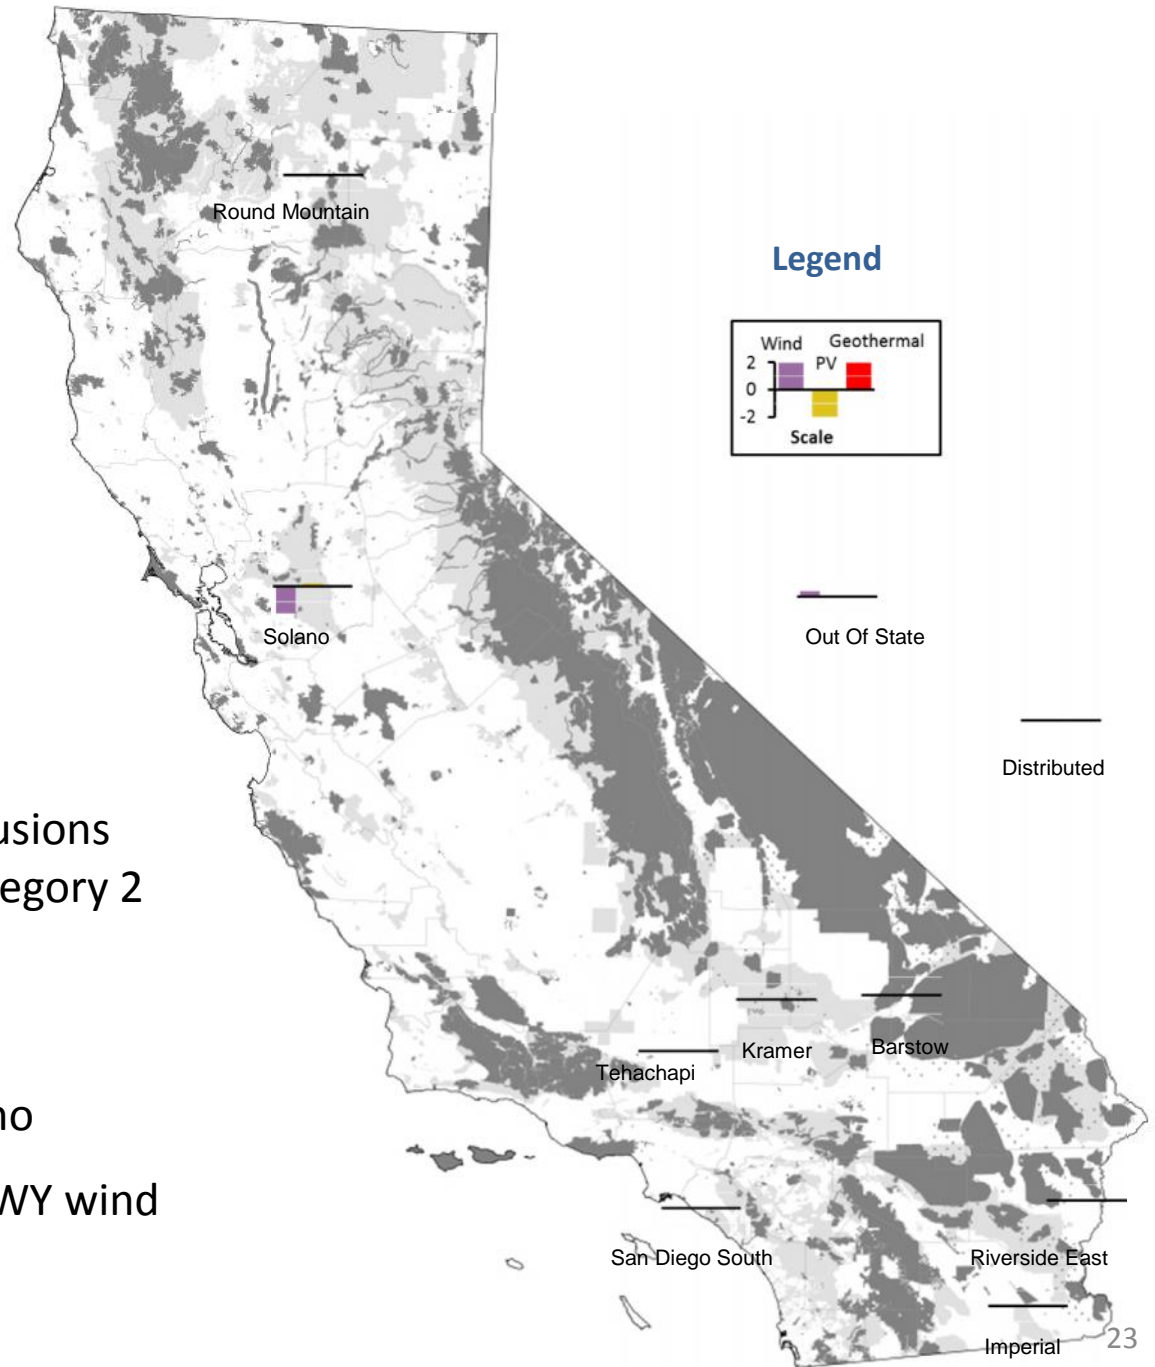 Round Mountain
Legend
Wind
Geothermal
PV
2
0
-2
Scale
Solano
Out Of State
Distributed
usions
egory 2
Kramer
Barstow
Tehachapi
no
WY wind
San Diego South
Riverside East
Imperial
23